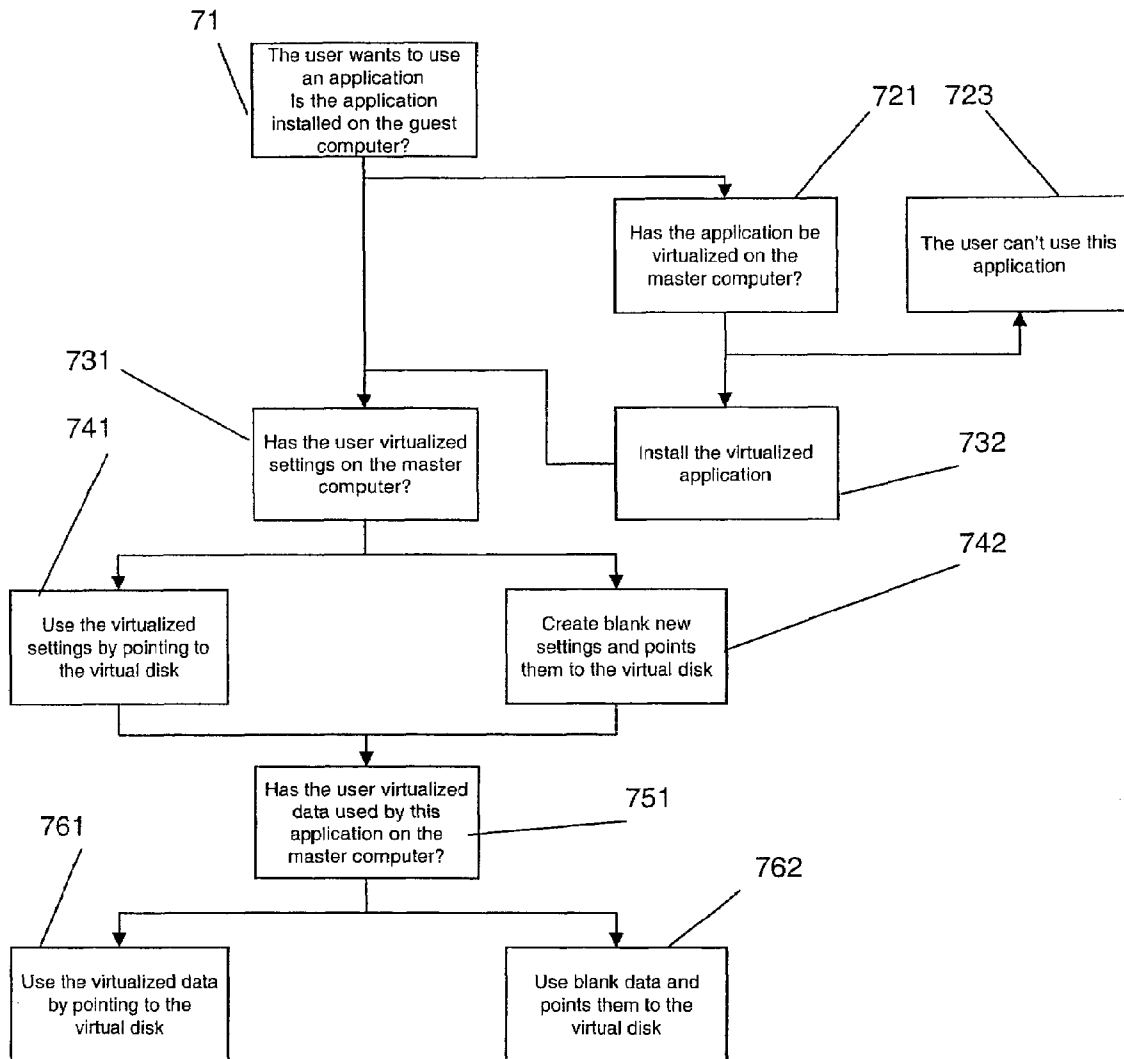 71
The user wants to use
an application
Is the application
installed on the guest
computer?
721
723
Has the application be
virtualized on the
master computer?
The user can't use this
application
731
741
Has the user virtualized
settings on the master
computer?
Install the virtualized
application
732
742
Use the virtualized
settings by pointing to
the virtual disk
Create blank new
settings and points
them to the virtual disk
Has the user virtualized
data used by this
application on the
master computer?
751
761
762
Use the virtualized data
by pointing to the
virtual disk
Use blank data and
points them to the
virtual disk